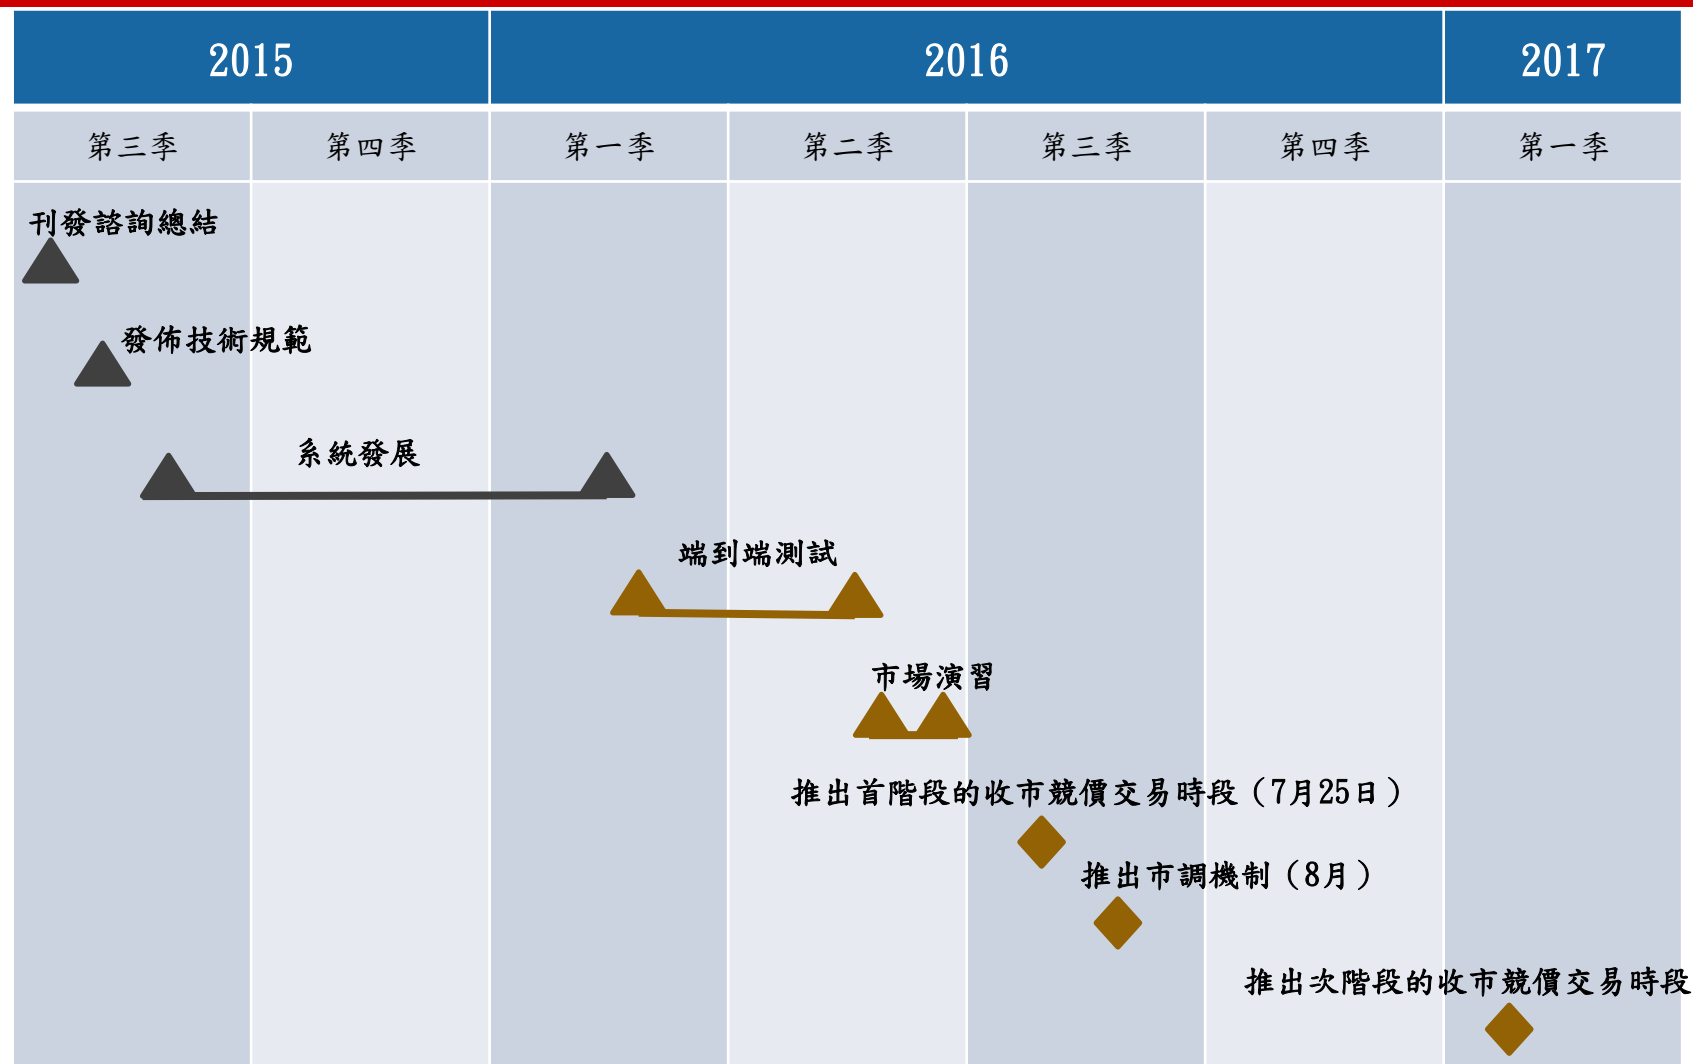 2015 2016 2017
第三季 第四季 第一季 第二季 第三季 第四季 第一季
刊發諮詢總結
發佈技術規範
系統發展
端到端測試
市場演習
推出首階段的收市競價交易時段（7月25日）
推出市調機制（8月）
推出次階段的收市競價交易時段